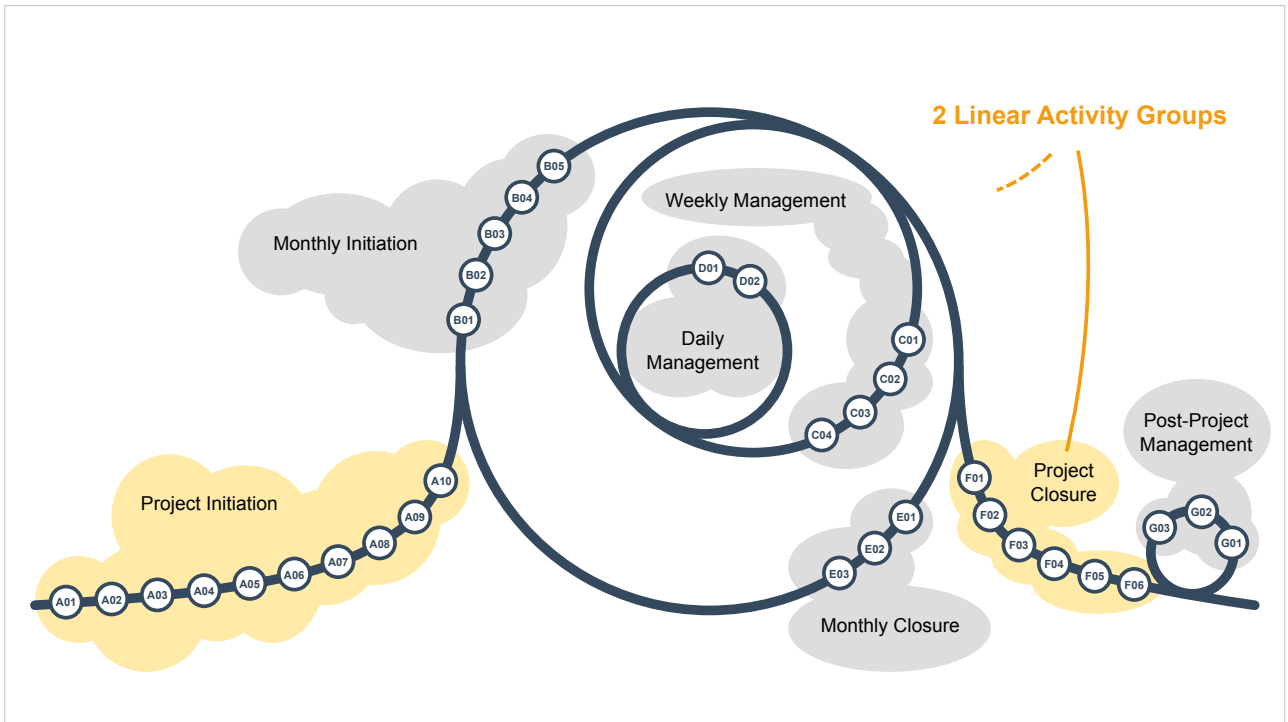 2 Linear Activity Groups
B05
B04
B03
B02
B01
Monthly Initiation
Weekly Management
D01
D02
Daily
Management
C01
C02
C03
C04
Post-Project
Management
Project
Closure
Project Initiation
A01
A02
A03
A04
A05
A06
A07
A08
A09
A10
F01
F02
F03
F04
F05
F06
G03
G02
G01
E01
E02
E03
Monthly Closure